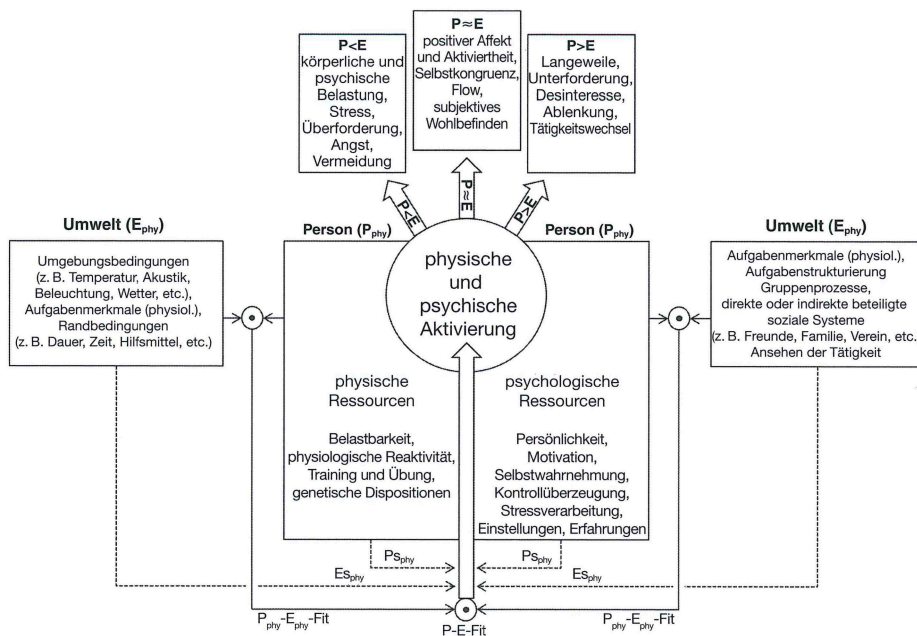 P<E
körperliche und
psychische
Belastung,
Stress,
Überforderung,
Angst,
Vermeidung
P≈E
positiver Affekt
und Aktiviertheit,
Selbstkongruenz,
Flow,
subjektives
Wohlbefinden
P>E
Langeweile,
Unterforderung,
Desinteresse,
Ablenkung,
Tätigkeitswechsel
P<E
P≈E
P>E
Umwelt (Ephy)
Umgebungsbedingungen
(z. B. Temperatur, Akustik,
Beleuchtung, Wetter, etc.),
Aufgabenmerkmale (physiol.),
Randbedingungen
(z. B. Dauer, Zeit, Hilfsmittel, etc.)
Person (Pphy)
Person (Pphy)
physische
und
psychische
Aktivierung
Umwelt (Ephy)
Aufgabenmerkmale (physiol.),
Aufgabenstrukturierung
Gruppenprozesse,
direkte oder indirekte beteiligte
soziale Systeme
(z. B. Freunde, Familie, Verein, etc.
Ansehen der Tätigkeit
physische
Ressourcen
Belastbarkeit,
physiologische Reaktivität,
Training und Übung,
genetische Dispositionen
psychologische
Ressourcen
Persönlichkeit,
Motivation,
Selbstwahrnehmung,
Kontrollüberzeugung,
Stressverarbeitung,
Einstellungen, Erfahrungen
Psphy
Psphy
Esphy
Esphy
Pphy-Ephy-Fit
P-E-Fit
Pphy-Ephy-Fit